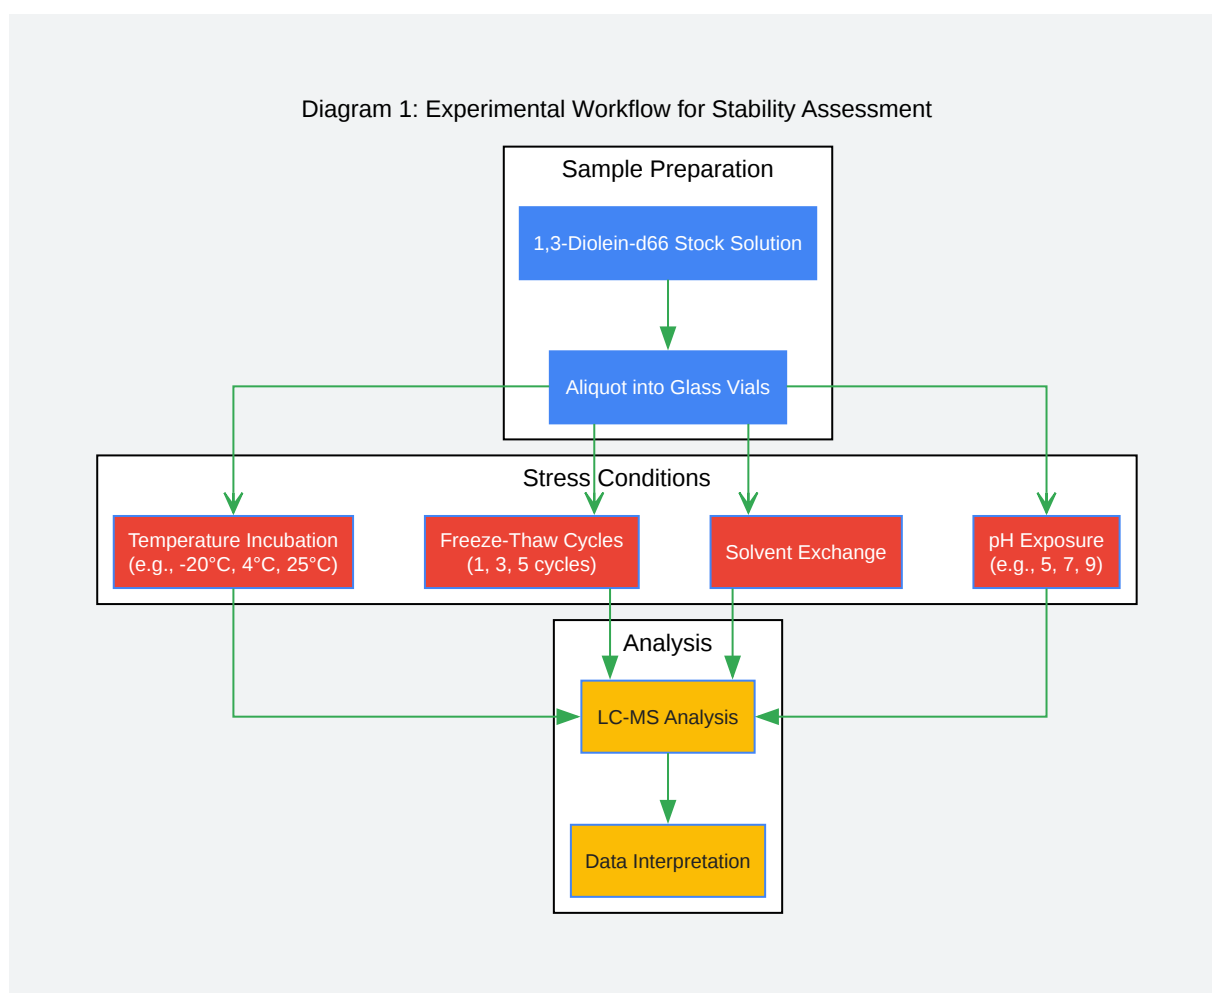 Diagram 1: Experimental Workflow for Stability Assessment
Sample Preparation
1,3-Diolein-d66 Stock Solution
Aliquot into Glass Vials
Stress Conditions
Temperature Incubation
(e.g., -20°C, 4°C, 25°C)
Freeze-Thaw Cycles
(1, 3, 5 cycles)
Solvent Exchange
pH Exposure
(e.g., 5, 7, 9)
Analysis
LC-MS Analysis
Data Interpretation